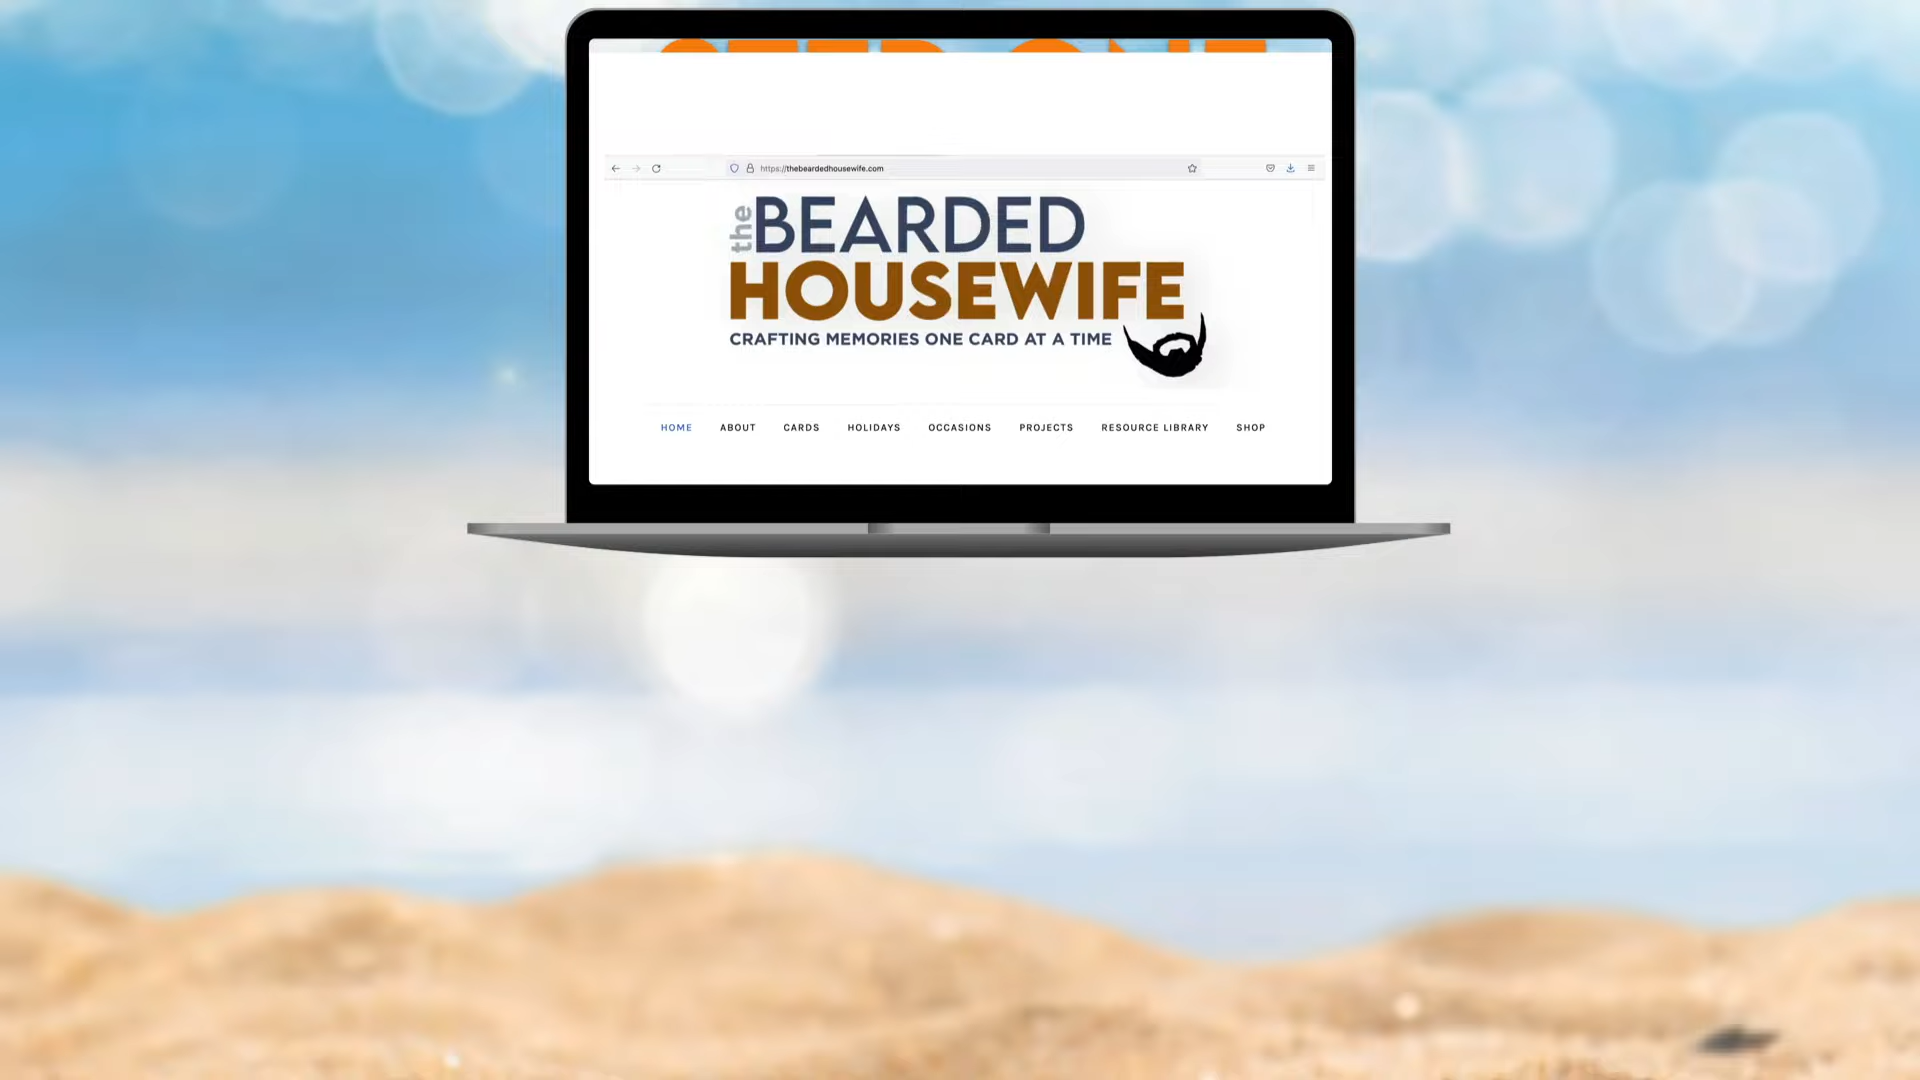 https://thebeardedhousewife.com
the BEARDED
HOUSEWIFE
CRAFTING MEMORIES ONE CARD AT A TIME
HOME ABOUT CARDS HOLIDAYS OCCASIONS PROJECTS RESOURCE LIBRARY SHOP